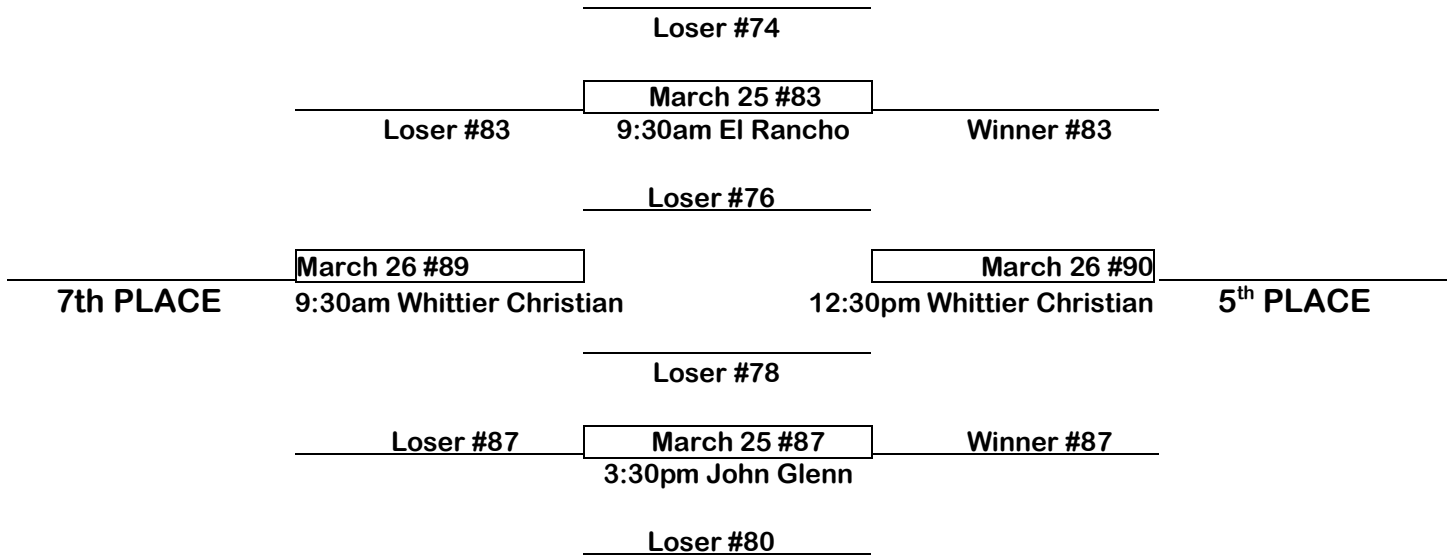 Loser #74
March 25 #83
Loser #83 9:30am El Rancho Winner #83
Loser #76
March 26 #89 March 26 #90
7th PLACE 9:30am Whittier Christian 12:30pm Whittier Christian 5th PLACE
Loser #78
Loser #87 March 25 #87 Winner #87
3:30pm John Glenn
Loser #80